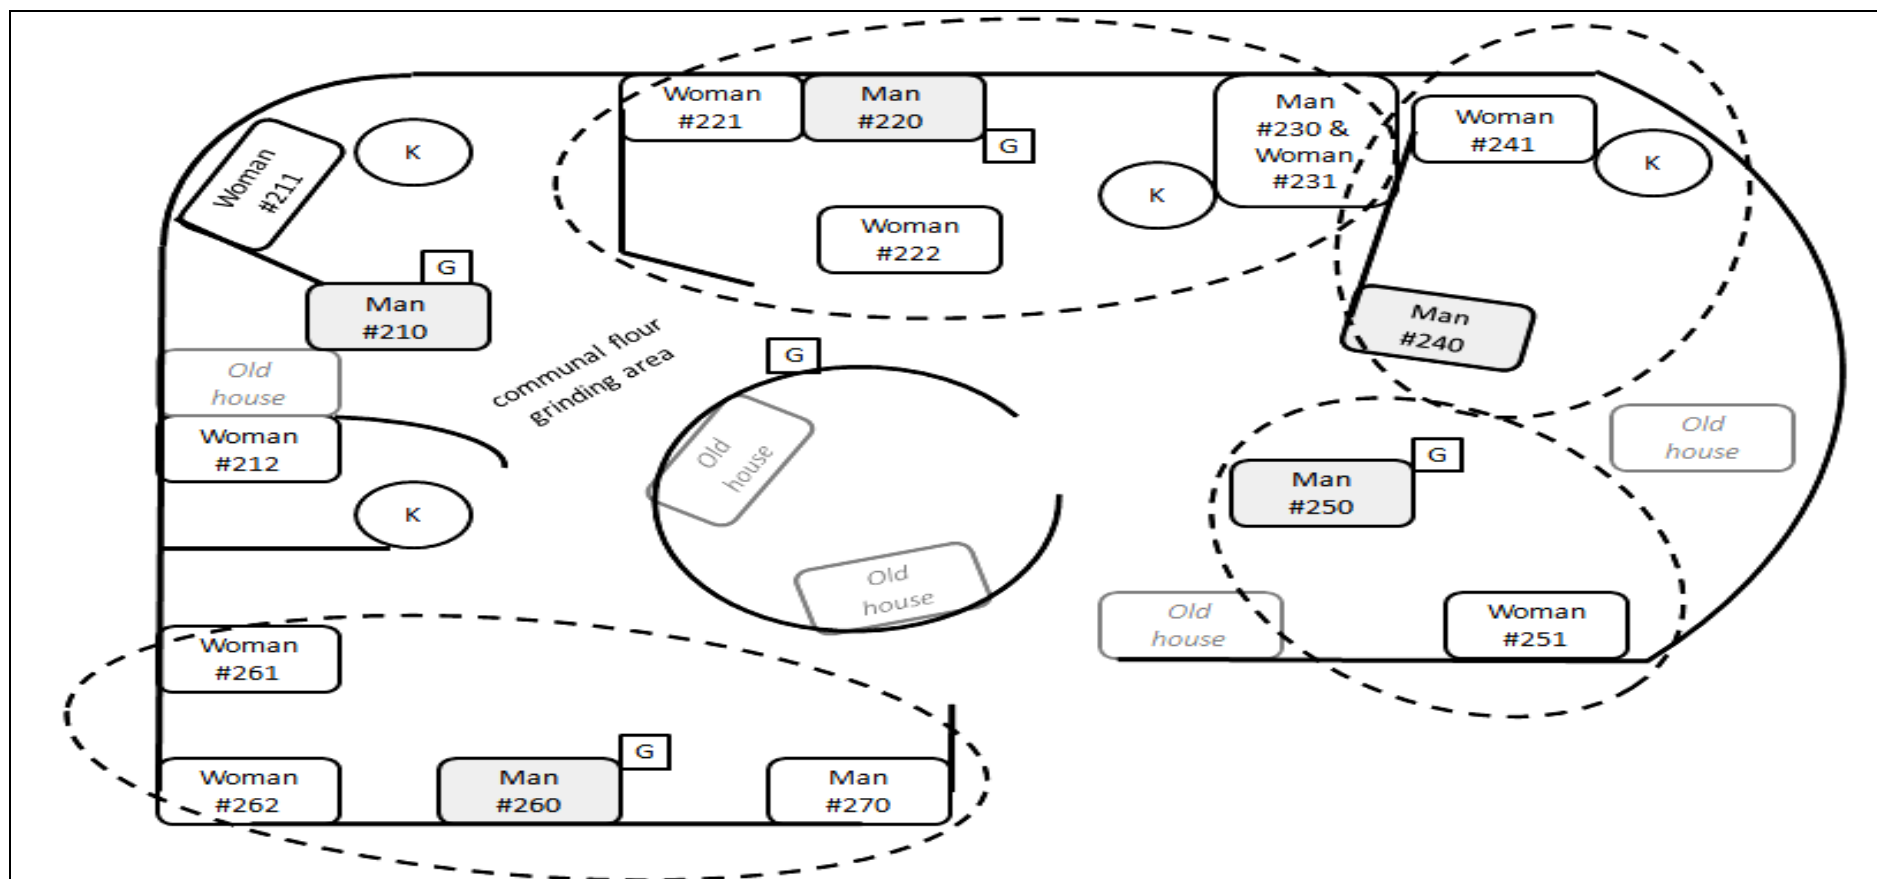 Woman
#221
Man
#220
G
Man
#230 &
Woman
#231
K
Woman
#222
Woman
#241
K
Man
#240
Woman
#211
K
G
Man
#210
Old
house
Woman
#212
K
communal flour
grinding area
G
Old
house
Old
house
Old
house
G
Man
#250
Old
house
Woman
#251
Woman
#261
Woman
#262
Man
#260
G
Man
#270